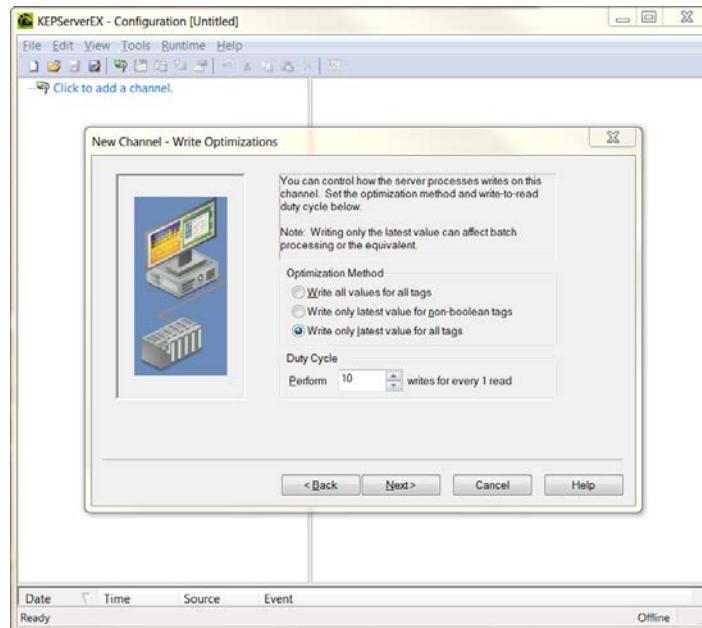 KEPServerEX - Configuration [Untitled]
File Edit View Tools Runtime Help
Click to add a channel.
New Channel - Write Optimizations
You can control how the server processes writes on this
channel. Set the optimization method and write-to-read
duty cycle below.
Note: Writing only the latest value can affect batch
processing or the equivalent.
Optimization Method
Write all values for all tags
Write only latest value for non-boolean tags
Write only latest value for all tags
Duty Cycle
Perform 10 writes for every 1 read
< Back Next > Cancel Help
Date Time Source Event
Ready Offline